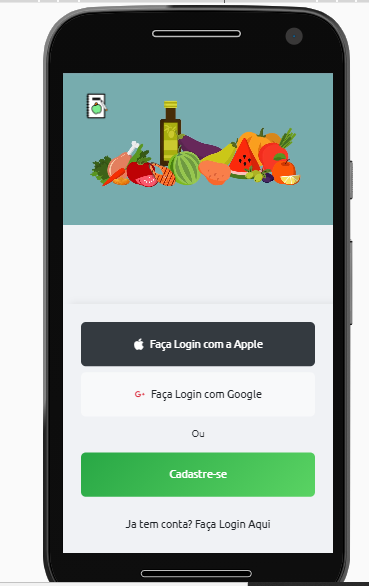 Faça Login com a Apple
G+ Faça Login com Google
Ou
Cadastre-se
Ja tem conta? Faça Login Aqui